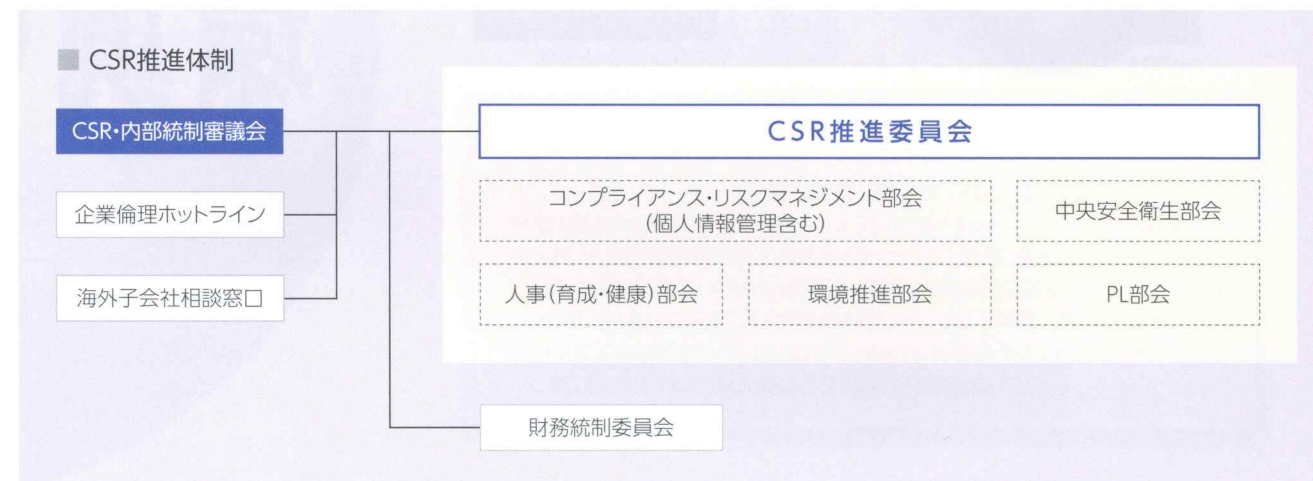 CSR推進体制
CSR・内部統制審議会
企業倫理ホットライン
海外子会社相談窓口
CSR推進委員会
コンプライアンス・リスクマネジメント部会
(個人情報管理含む)
中央安全衛生部会
人事(育成・健康)部会
環境推進部会
PL部会
財務統制委員会